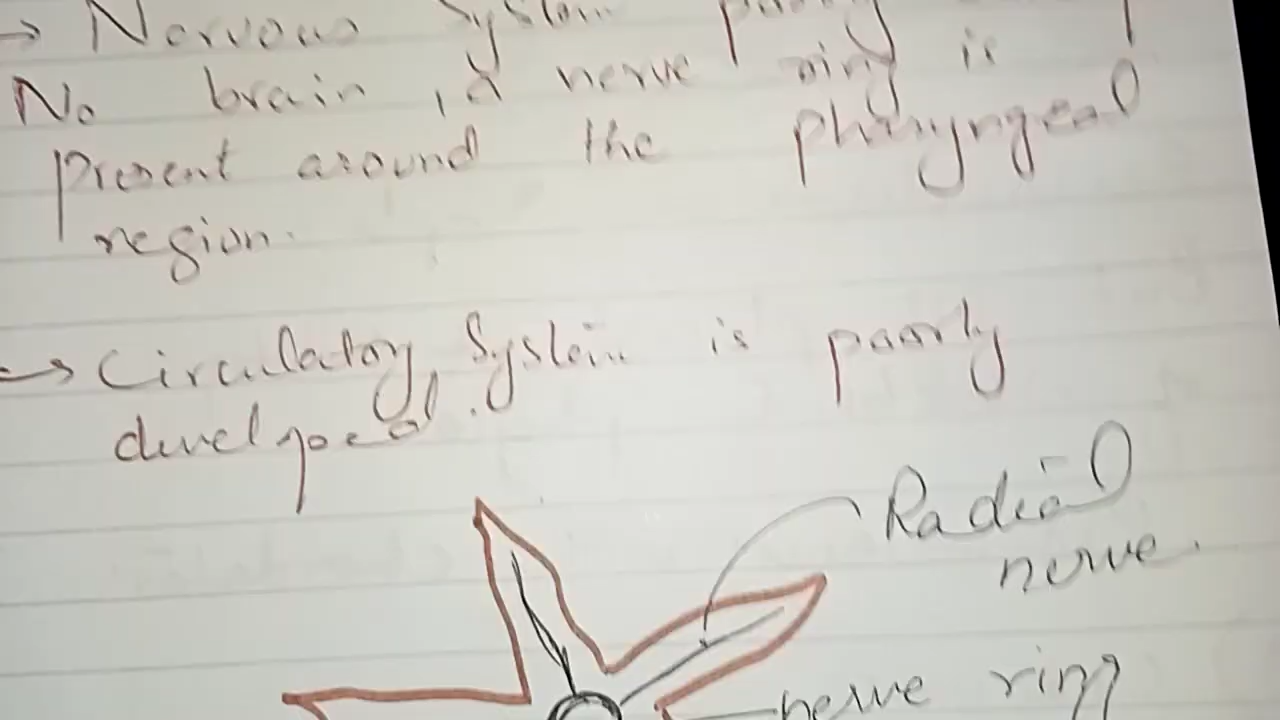 → Nervous System poorly
No brain, a nerve ring is
Present around the pharyngeal
region.
→ Circulatory System is poorly
develped.
Radial
nerve.
nerve ring